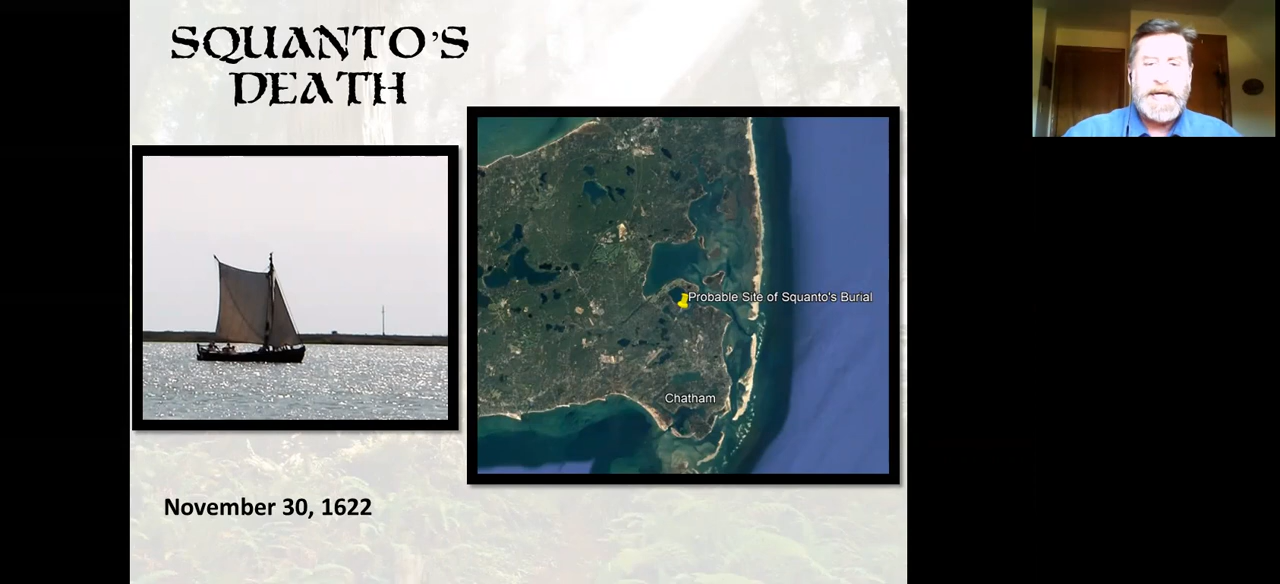 SQUANTO'S
DEATH
Probable Site of Squanto's Burial
Chatham
November 30, 1622